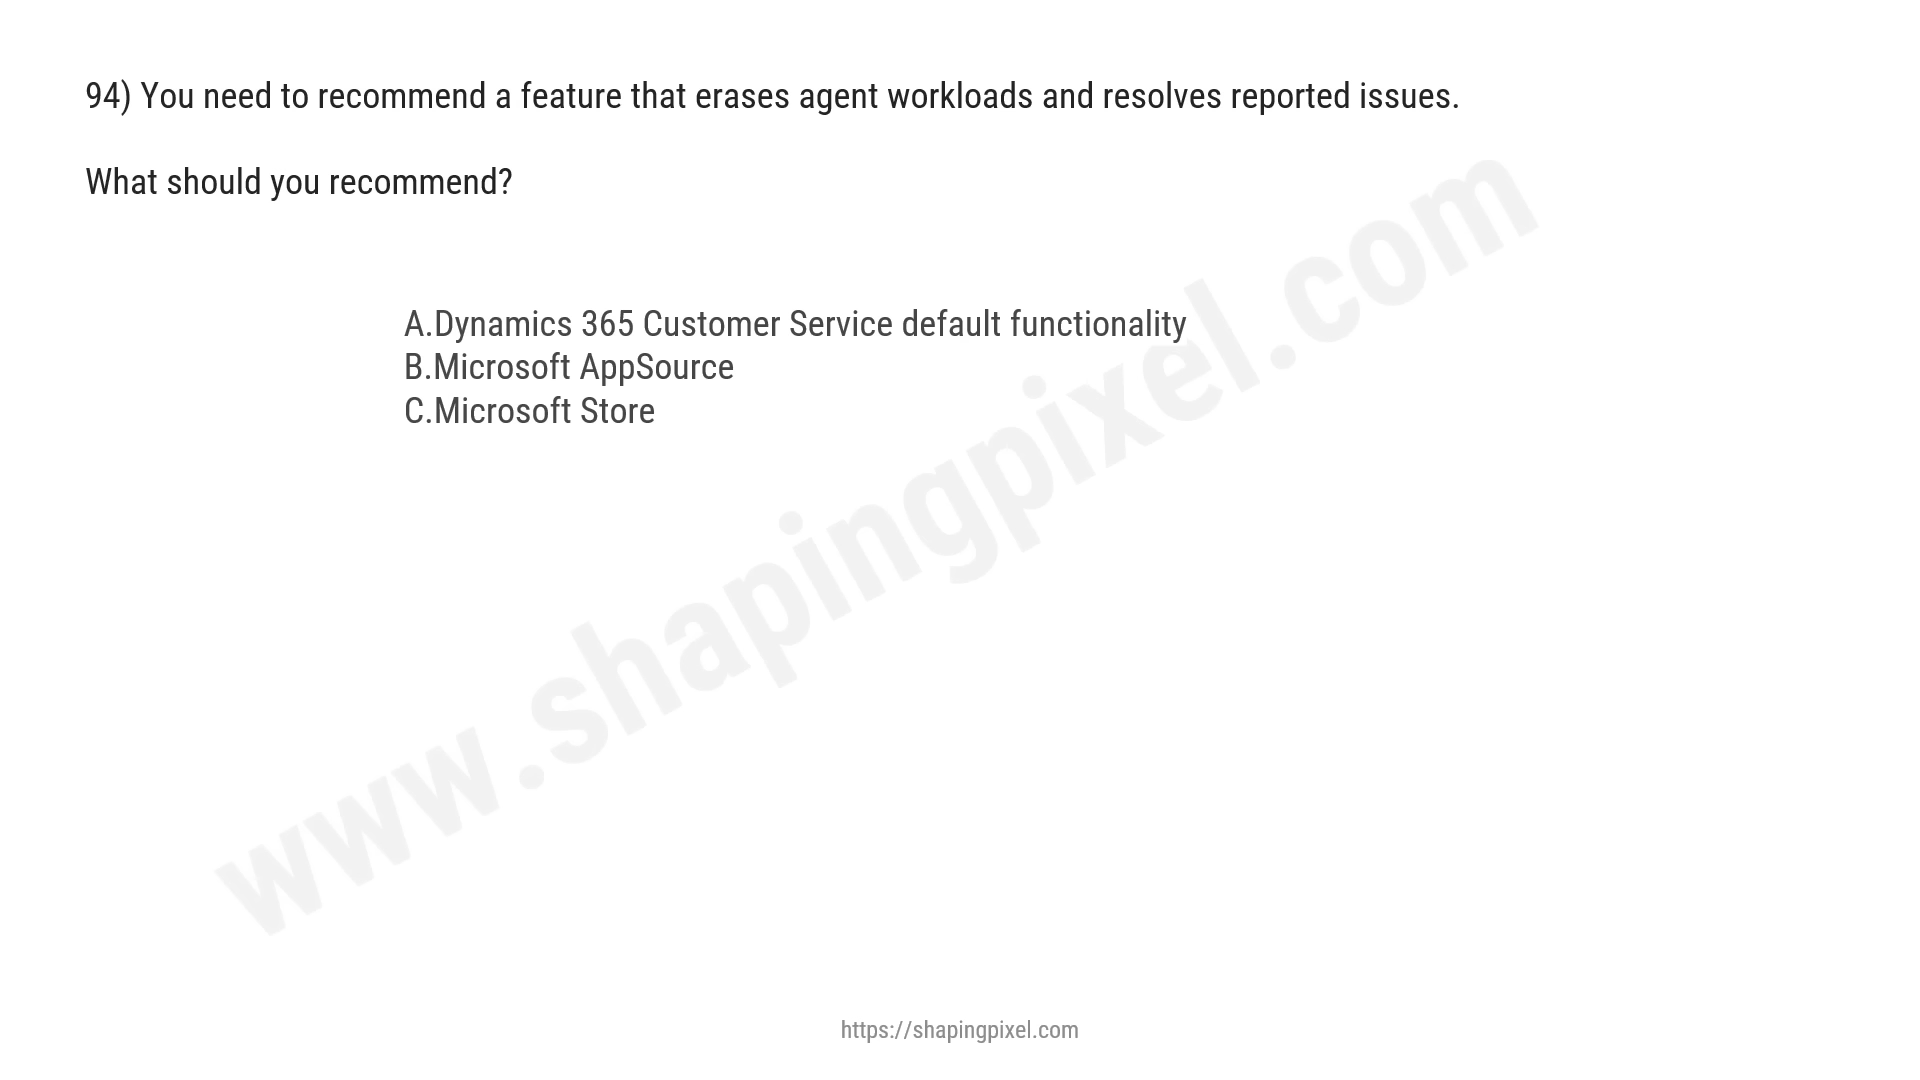 94) You need to recommend a feature that erases agent workloads and resolves reported issues.
What should you recommend?
A.Dynamics 365 Customer Service default functionality
B.Microsoft AppSource
C.Microsoft Store
www.shapingpixel.com
https://shapingpixel.com